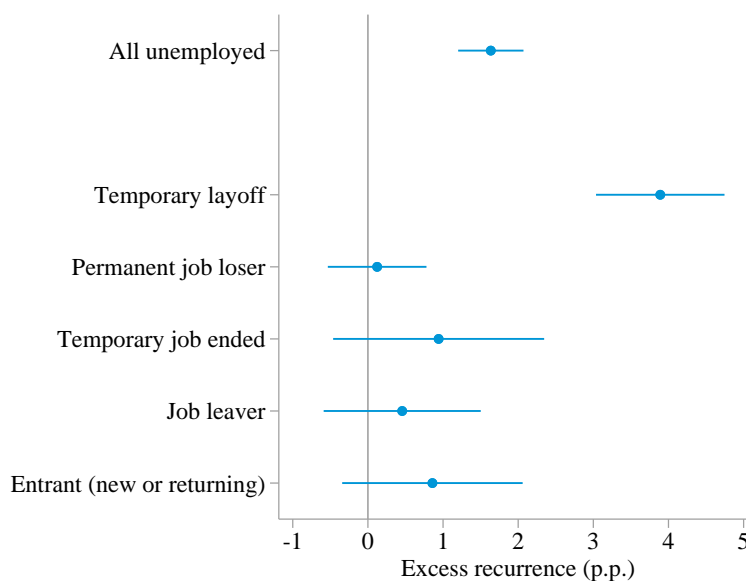 All unemployed
Temporary layoff
Permanent job loser
Temporary job ended
Job leaver
Entrant (new or returning)
-1 0 1 2 3 4 5
Excess recurrence (p.p.)